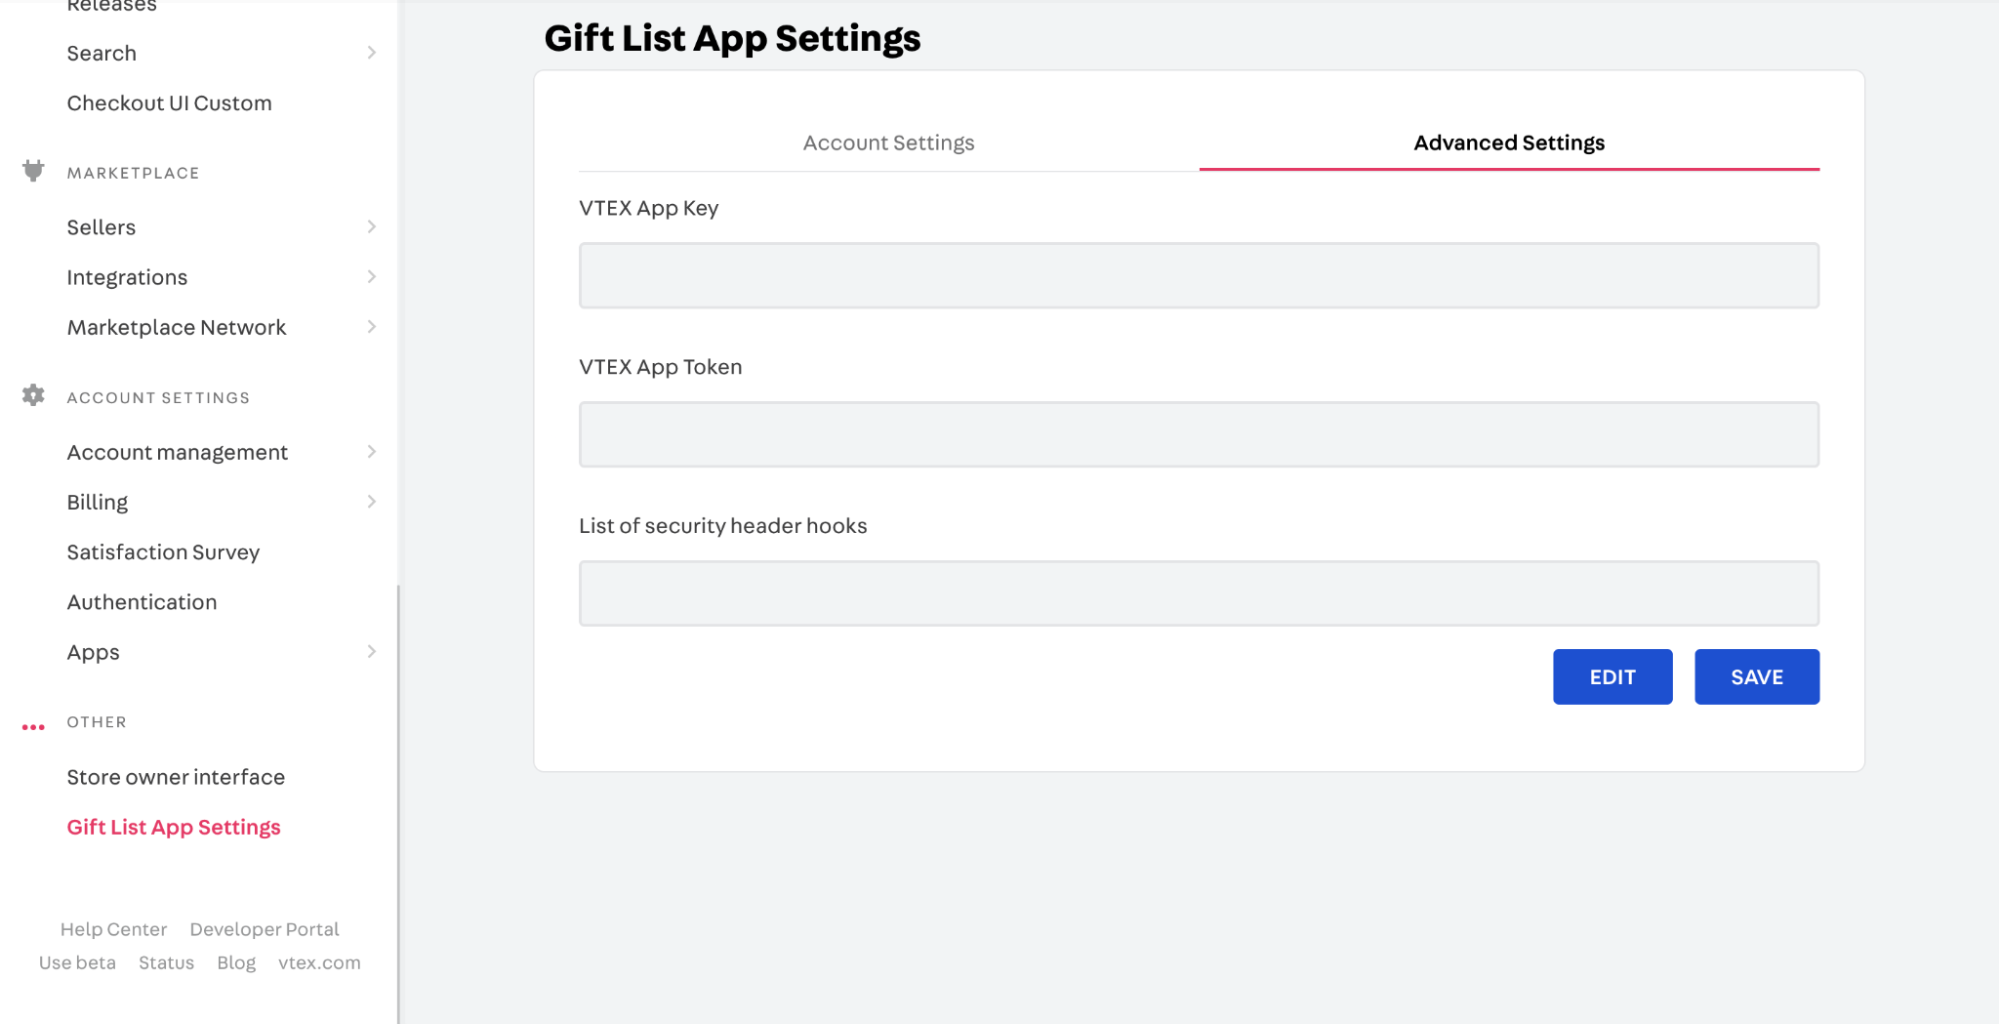 Releases
Search
Checkout UI Custom
MARKETPLACE
Sellers
Integrations
Marketplace Network
ACCOUNT SETTINGS
Account management
Billing
Satisfaction Survey
Authentication
Apps
OTHER
Store owner interface
Gift List App Settings
Help Center Developer Portal
Use beta Status Blog vtex.com
Gift List App Settings
Account Settings Advanced Settings
VTEX App Key
VTEX App Token
List of security header hooks
EDIT SAVE